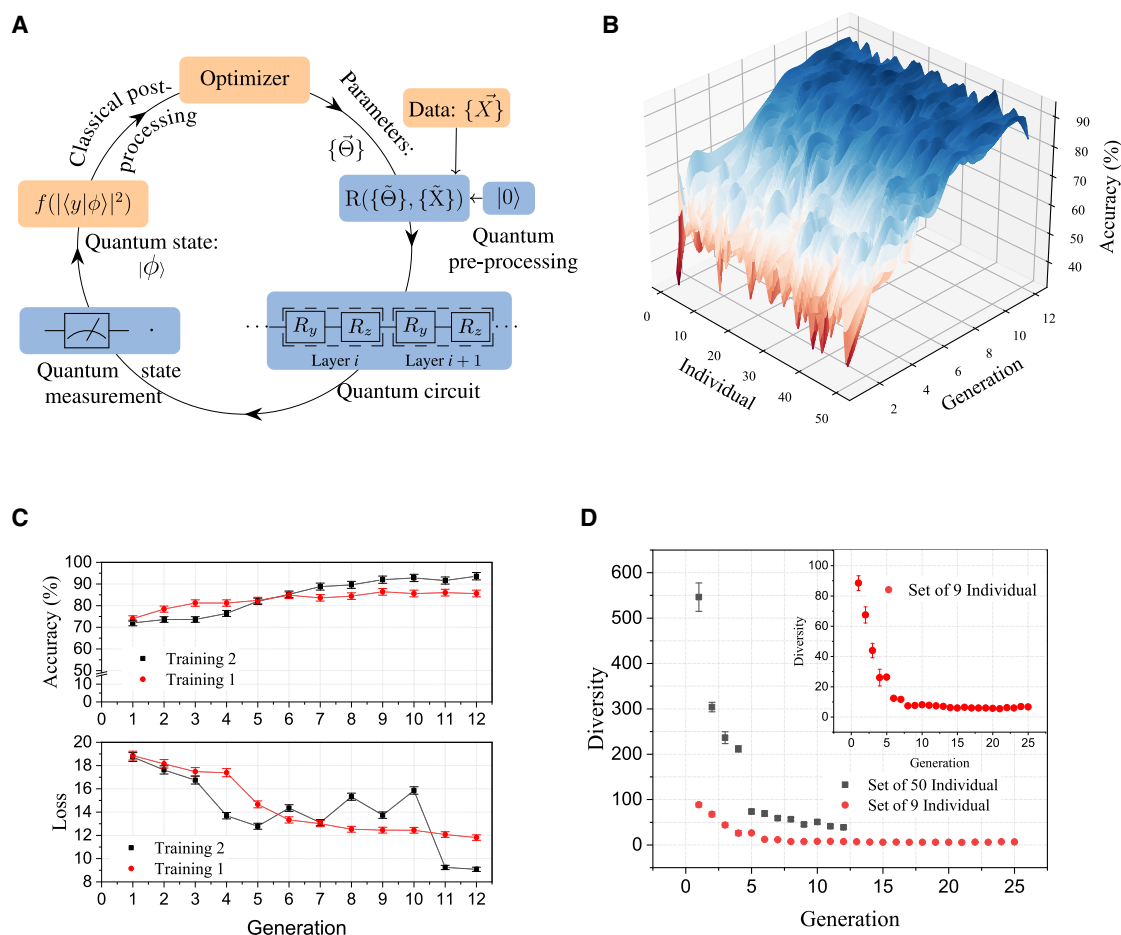 A
Optimizer
Classical post-
processing
Parameters:
{Θ⃗}
Data: {X⃗}
f(|⟨y|ϕ⟩|²)
R({Θ̃}, {X̃})
|0⟩
Quantum state:
|ϕ⟩
Quantum
pre-processing
··· R_y R_z R_y R_z ···
Layer i Layer i + 1
Quantum state
measurement
Quantum circuit
B
90
80
70
60
50
40
Accuracy (%)
0
10
20
30
40
50
Individual
2
4
6
8
10
12
Generation
C
100
90
80
70
60
50
10
0
Accuracy (%)
Training 2
Training 1
0 1 2 3 4 5 6 7 8 9 10 11 12
20
18
16
14
12
10
8
Loss
Training 2
Training 1
0 1 2 3 4 5 6 7 8 9 10 11 12
Generation
D
600
500
400
300
200
100
0
Diversity
Set of 50 Individual
Set of 9 Individual
0 5 10 15 20 25
Generation
100
80
60
40
20
0
Diversity
Set of 9 Individual
0 5 10 15 20 25
Generation